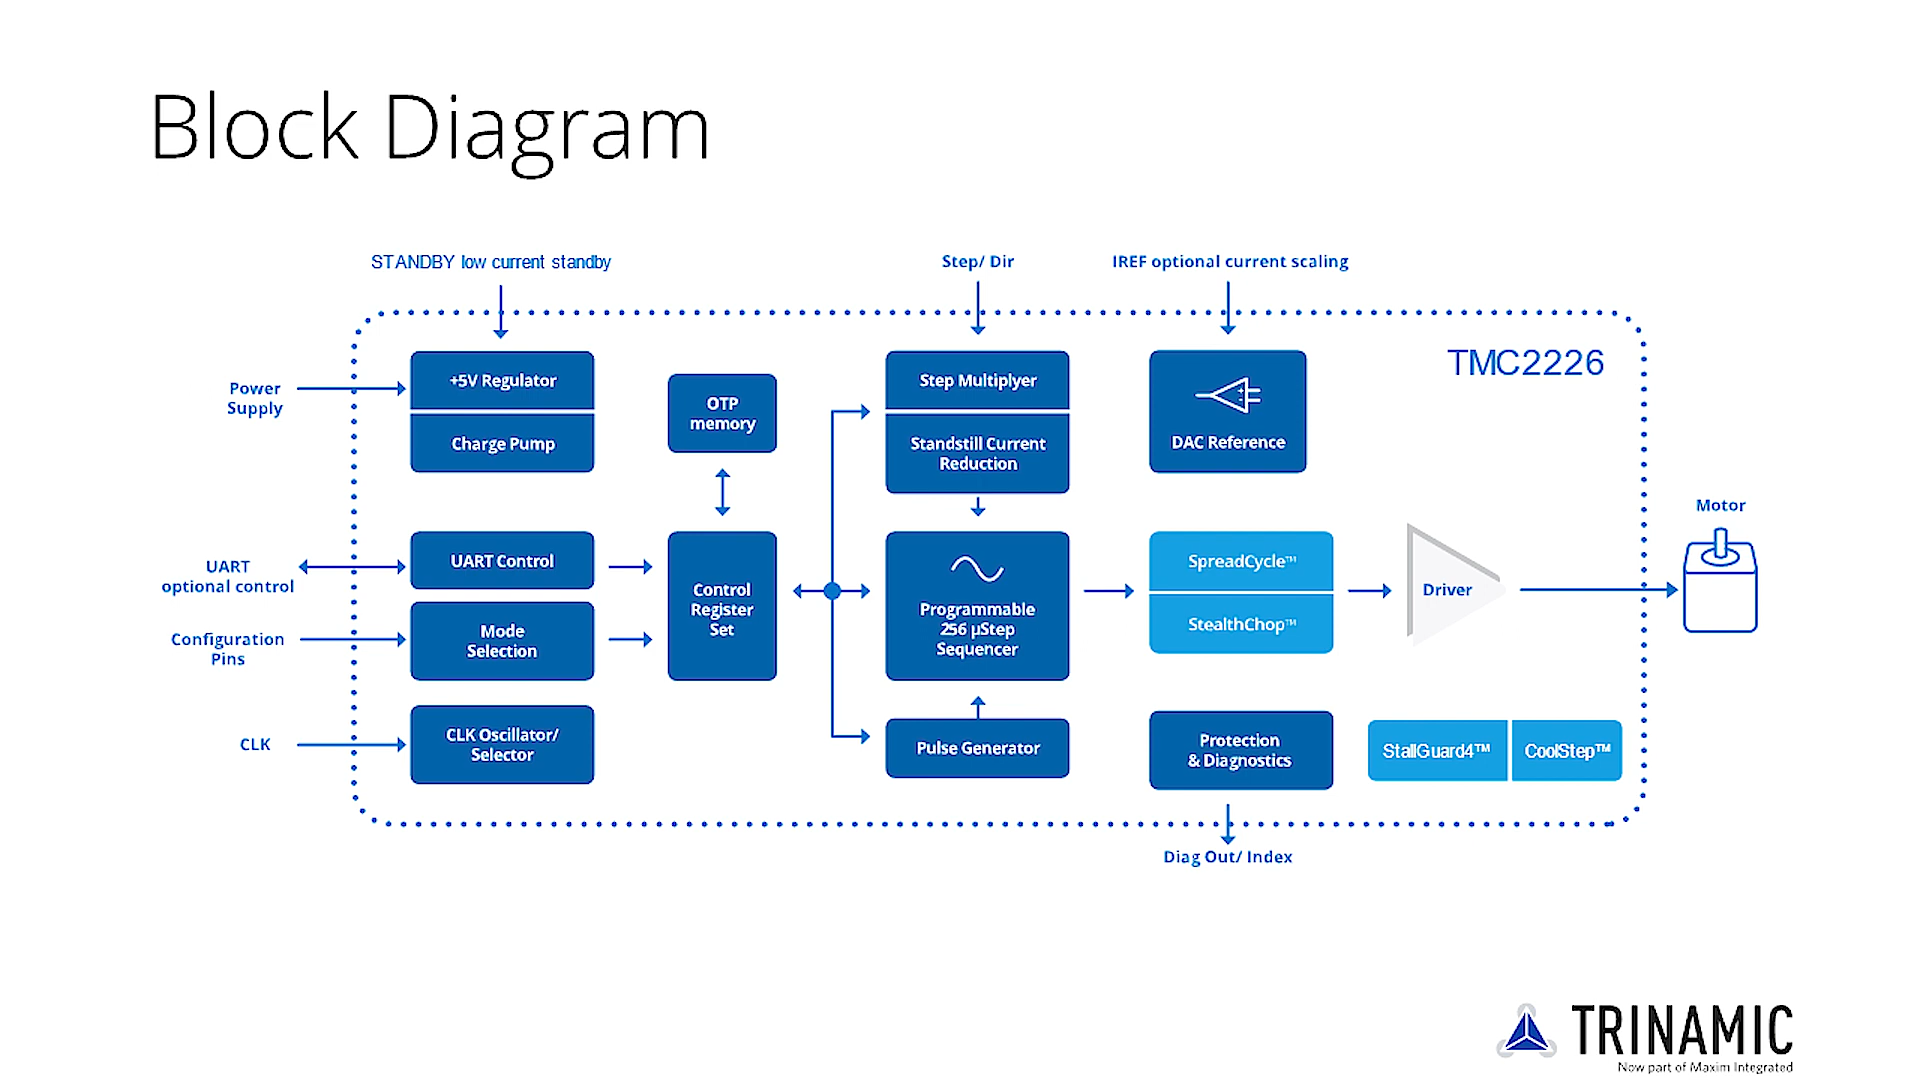 Block Diagram
STANDBY low current standby
Step/ Dir
IREF optional current scaling
TMC2226
Power
Supply
+5V Regulator
Charge Pump
OTP
memory
Step Multiplyer
Standstill Current
Reduction
DAC Reference
UART
optional control
Configuration
Pins
CLK
UART Control
Mode
Selection
CLK Oscillator/
Selector
Control
Register
Set
Programmable
256 µStep
Sequencer
Pulse Generator
SpreadCycle™
StealthChop™
Driver
Motor
Protection
& Diagnostics
StallGuard4™
CoolStep™
Diag Out/ Index
TRINAMIC
Now part of Maxim Integrated